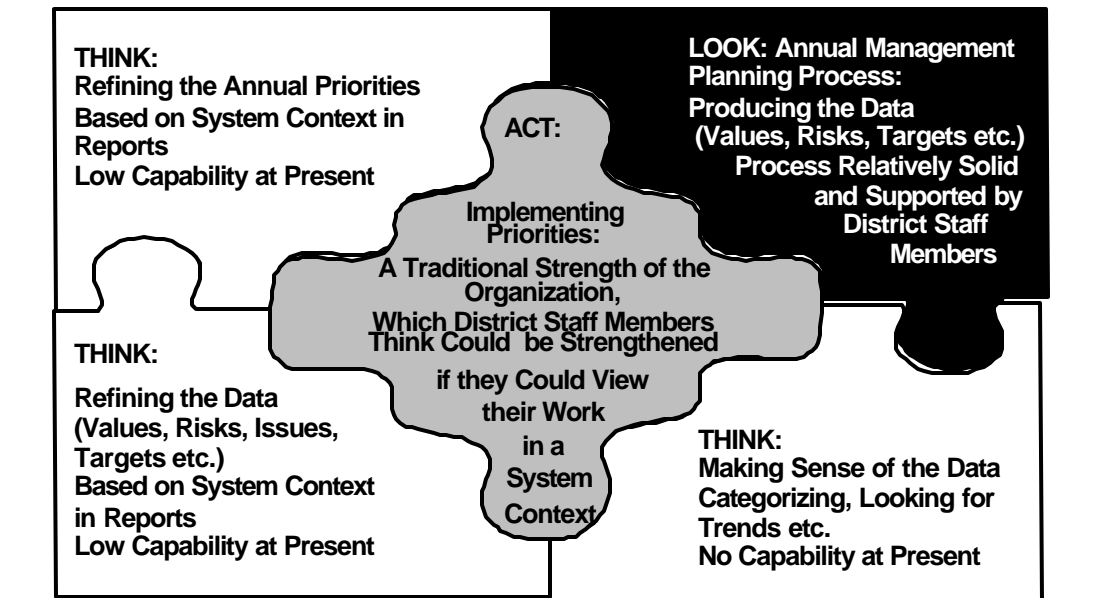 THINK:
Refining the Annual Priorities
Based on System Context in
Reports
Low Capability at Present
LOOK: Annual Management
Planning Process:
Producing the Data
(Values, Risks, Targets etc.)
Process Relatively Solid
and Supported by
District Staff
Members
ACT:
Implementing
Priorities:
A Traditional Strength of the
Organization,
Which District Staff Members
Think Could be Strengthened
if they Could View
their Work
in a
System
Context
THINK:
Refining the Data
(Values, Risks, Issues,
Targets etc.)
Based on System Context
in Reports
Low Capability at Present
THINK:
Making Sense of the Data
Categorizing, Looking for
Trends etc.
No Capability at Present